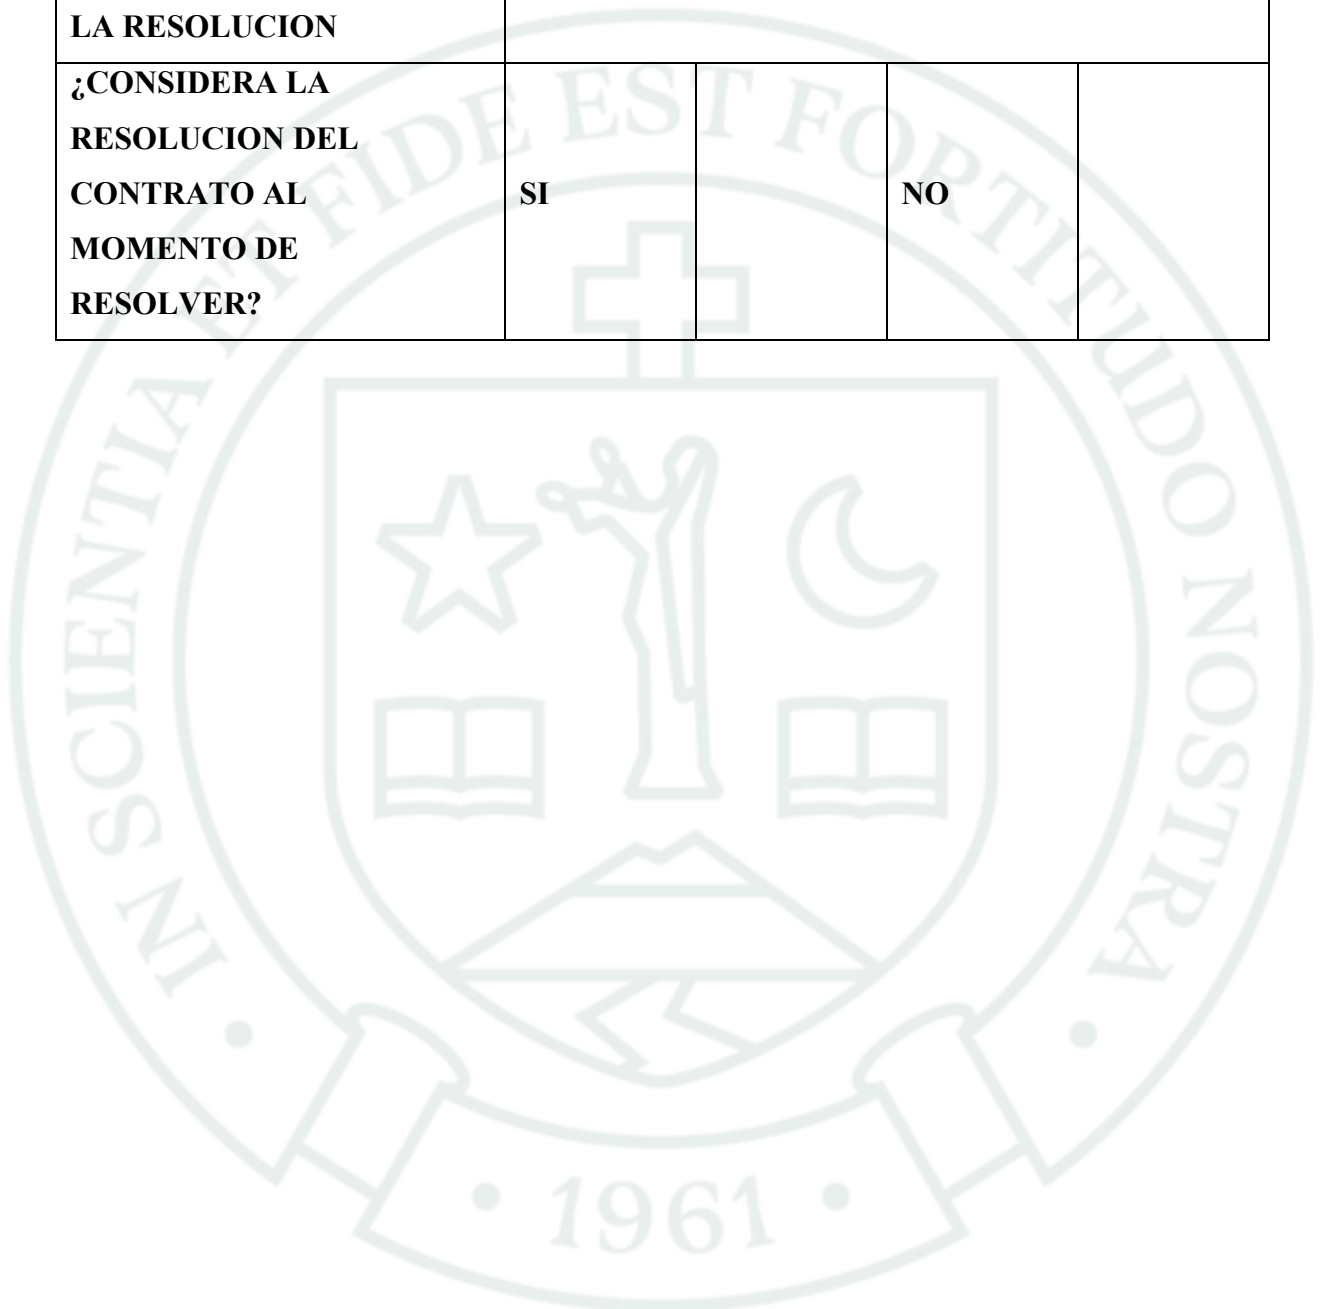 LA RESOLUCION
¿CONSIDERA LA
RESOLUCION DEL
CONTRATO AL
MOMENTO DE
RESOLVER?
SI
NO
IN SCIENTIA ET FIDE EST FORTITUDO NOSTRA
• 1961 •